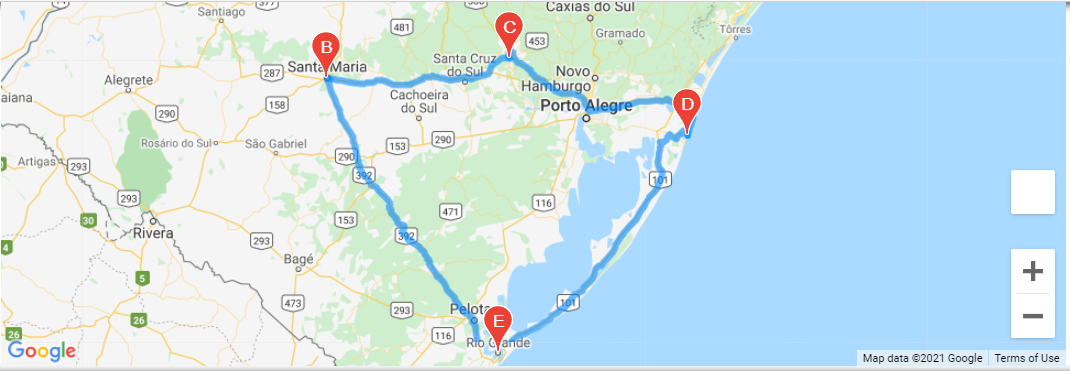 Santiago
481
Caxias do Sul
C
453
Gramado
Tôrres
B
Santa Maria
287
Santa Cruz
do Sul
Novo
Hamburgo
Alegrete
158
Cachoeira
do Sul
Porto Alegre
D
aiana
290
Rosário do Sul
São Gabriel
153
290
Artigas
290
392
101
293
153
471
116
30
Rivera
293
392
4
Bagé
5
473
293
101
Pelota
E
26
116
Rio Grande
26
Google
Map data ©2021 Google
Terms of Use